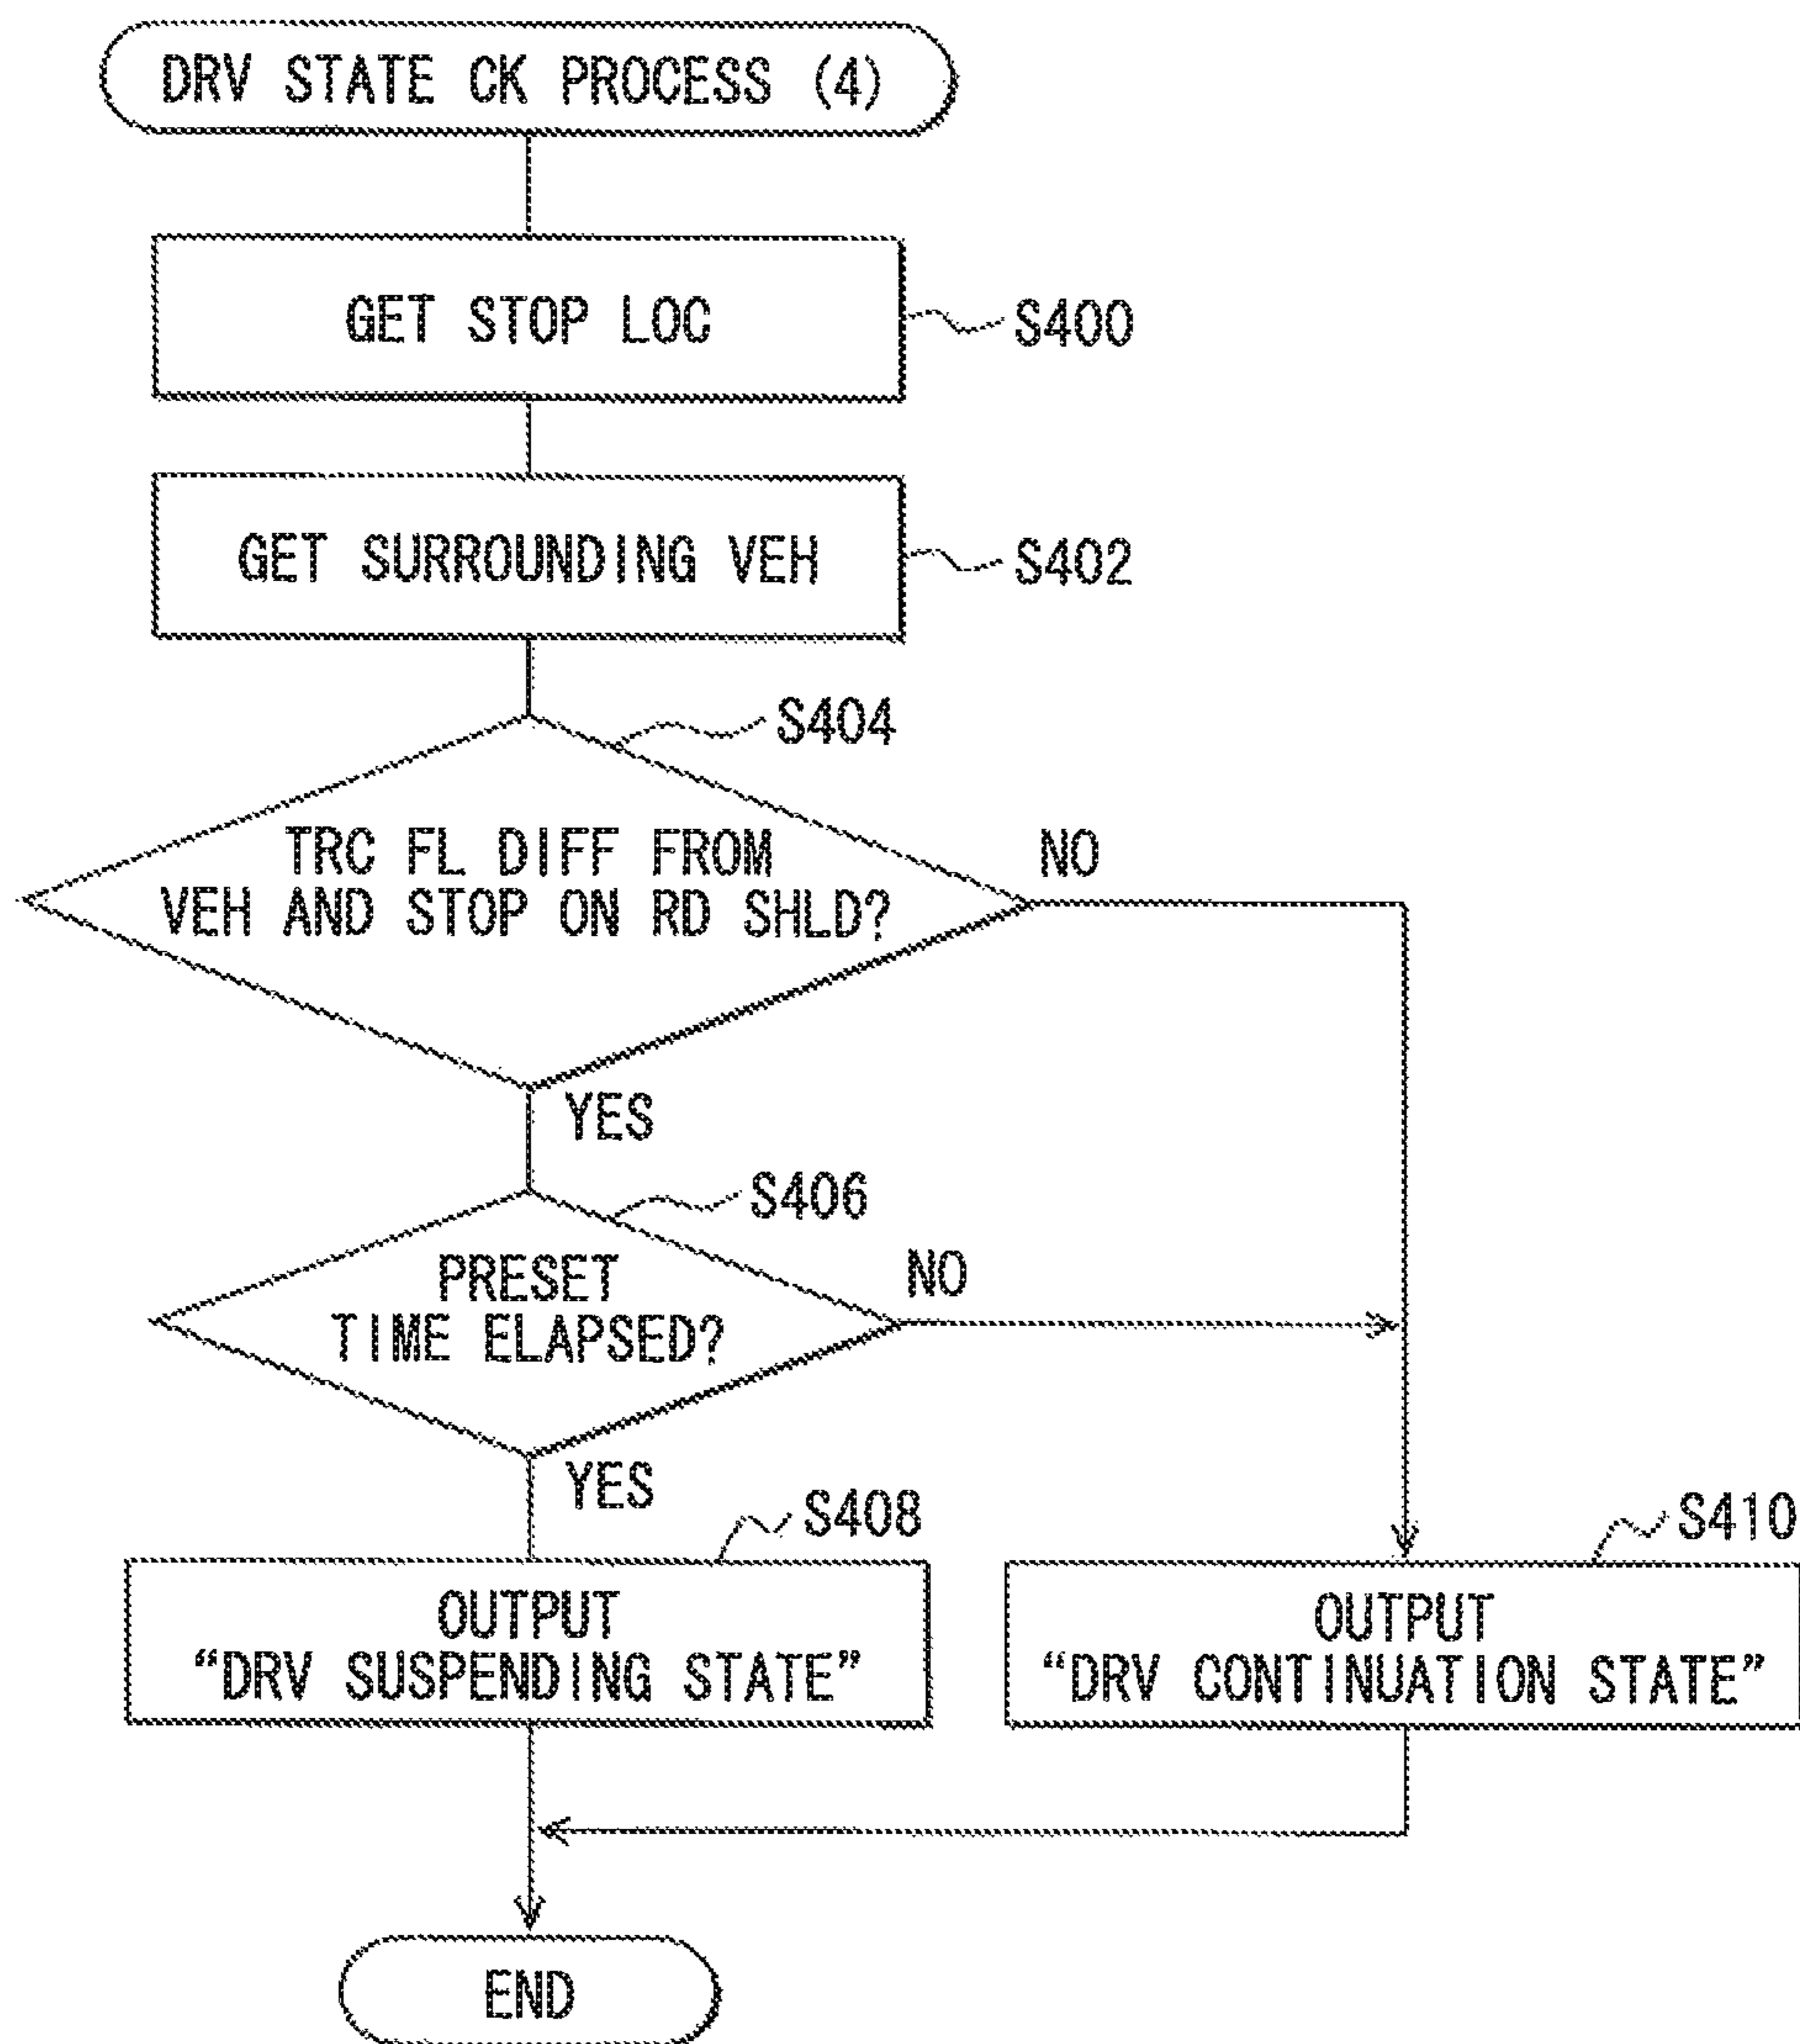 DRV STATE CK PROCESS (4)
GET STOP LOC
S400
GET SURROUNDING VEH
S402
S404
TRC FL DIFF FROM
VEH AND STOP ON RD SHLD?
NO
YES
S406
PRESET
TIME ELAPSED?
NO
YES
S408
OUTPUT
“DRV SUSPENDING STATE”
S410
OUTPUT
“DRV CONTINUATION STATE”
END